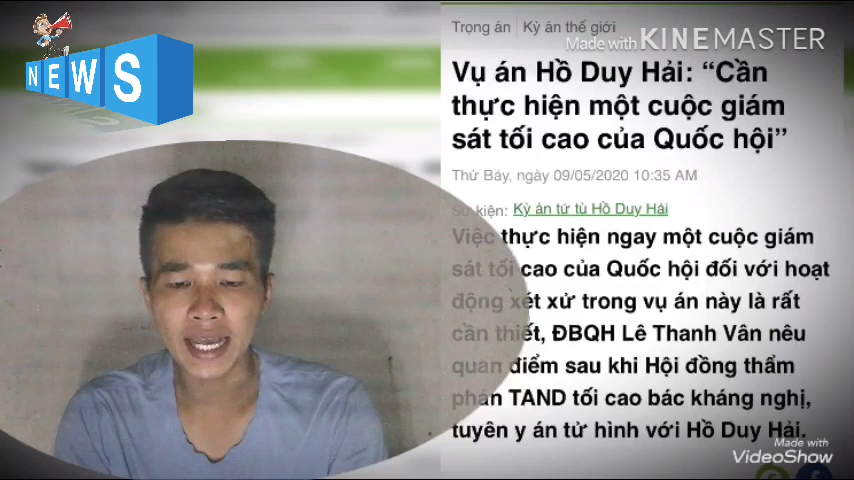 NEWS
Trọng án | Kỳ án thế giới
Made with KINEMASTER
Vụ án Hồ Duy Hải: “Cần
thực hiện một cuộc giám
sát tối cao của Quốc hội”
Thứ Bảy, ngày 09/05/2020 10:35 AM
Sự kiện: Kỳ án tử tù Hồ Duy Hải
Việc thực hiện ngay một cuộc giám
sát tối cao của Quốc hội đối với hoạt
động xét xử trong vụ án này là rất
cần thiết, ĐBQH Lê Thanh Vân nêu
quan điểm sau khi Hội đồng thẩm
phán TAND tối cao bác kháng nghị,
tuyên y án tử hình với Hồ Duy Hải.
Made with
VideoShow